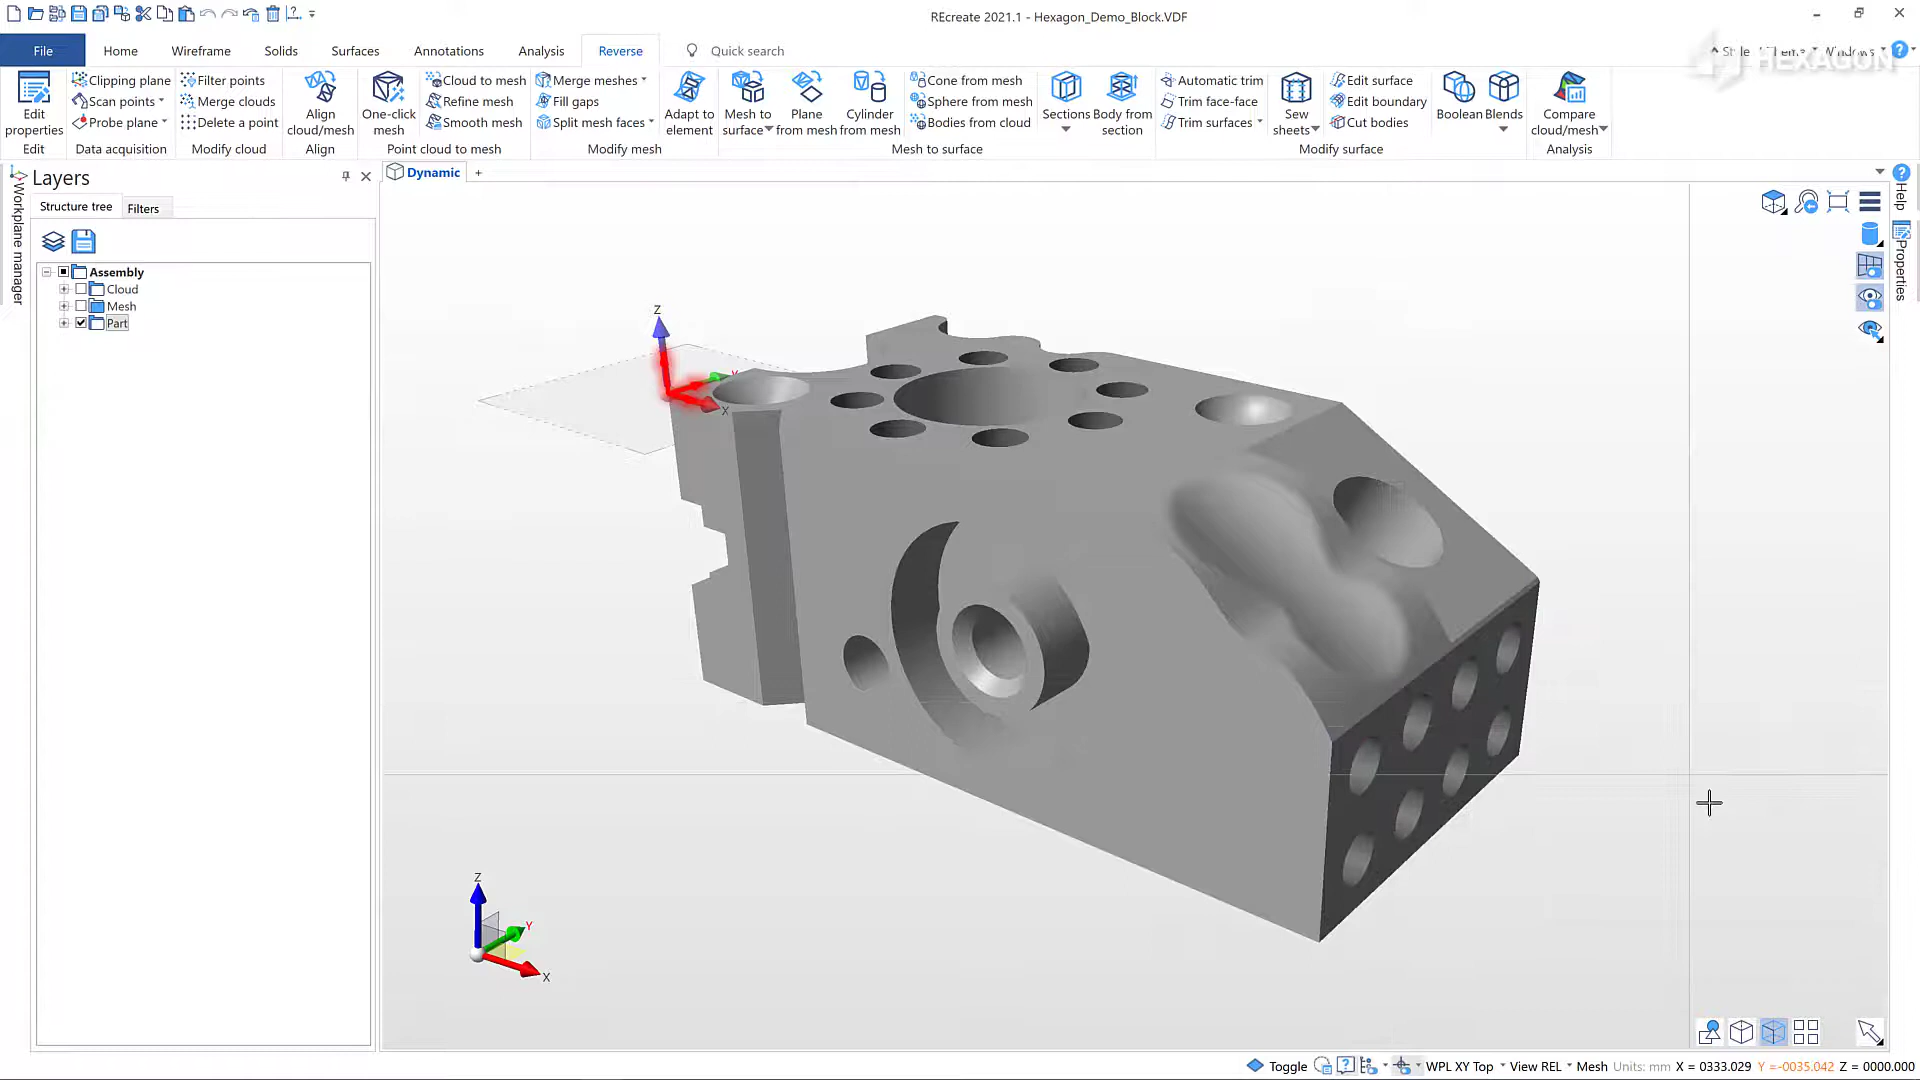 REcreate 2021.1 - Hexagon_Demo_Block.VDF
File Home Wireframe Solids Surfaces Annotations Analysis Reverse Quick search Style Theme Windows
HEXAGON
Edit properties
Edit
Clipping plane
Scan points
Probe plane
Data acquisition
Filter points
Merge clouds
Delete a point
Modify cloud
Align cloud/mesh
Align
One-click mesh
Cloud to mesh
Refine mesh
Smooth mesh
Point cloud to mesh
Merge meshes
Fill gaps
Split mesh faces
Adapt to element
Modify mesh
Mesh to surface
Plane from mesh
Cylinder from mesh
Cone from mesh
Sphere from mesh
Bodies from cloud
Sections
Body from section
Mesh to surface
Automatic trim
Trim face-face
Trim surfaces
Sew sheets
Edit surface
Edit boundary
Cut bodies
Boolean
Blends
Modify surface
Compare cloud/mesh
Analysis
Workplane manager
Layers
Structure tree
Filters
Assembly
Cloud
Mesh
Part
Dynamic +
Help
Properties
Z
Y
X
Z
Y
X
Toggle WPL XY Top View REL Mesh Units: mm X = 0333.029 Y =-0035.042 Z = 0000.000